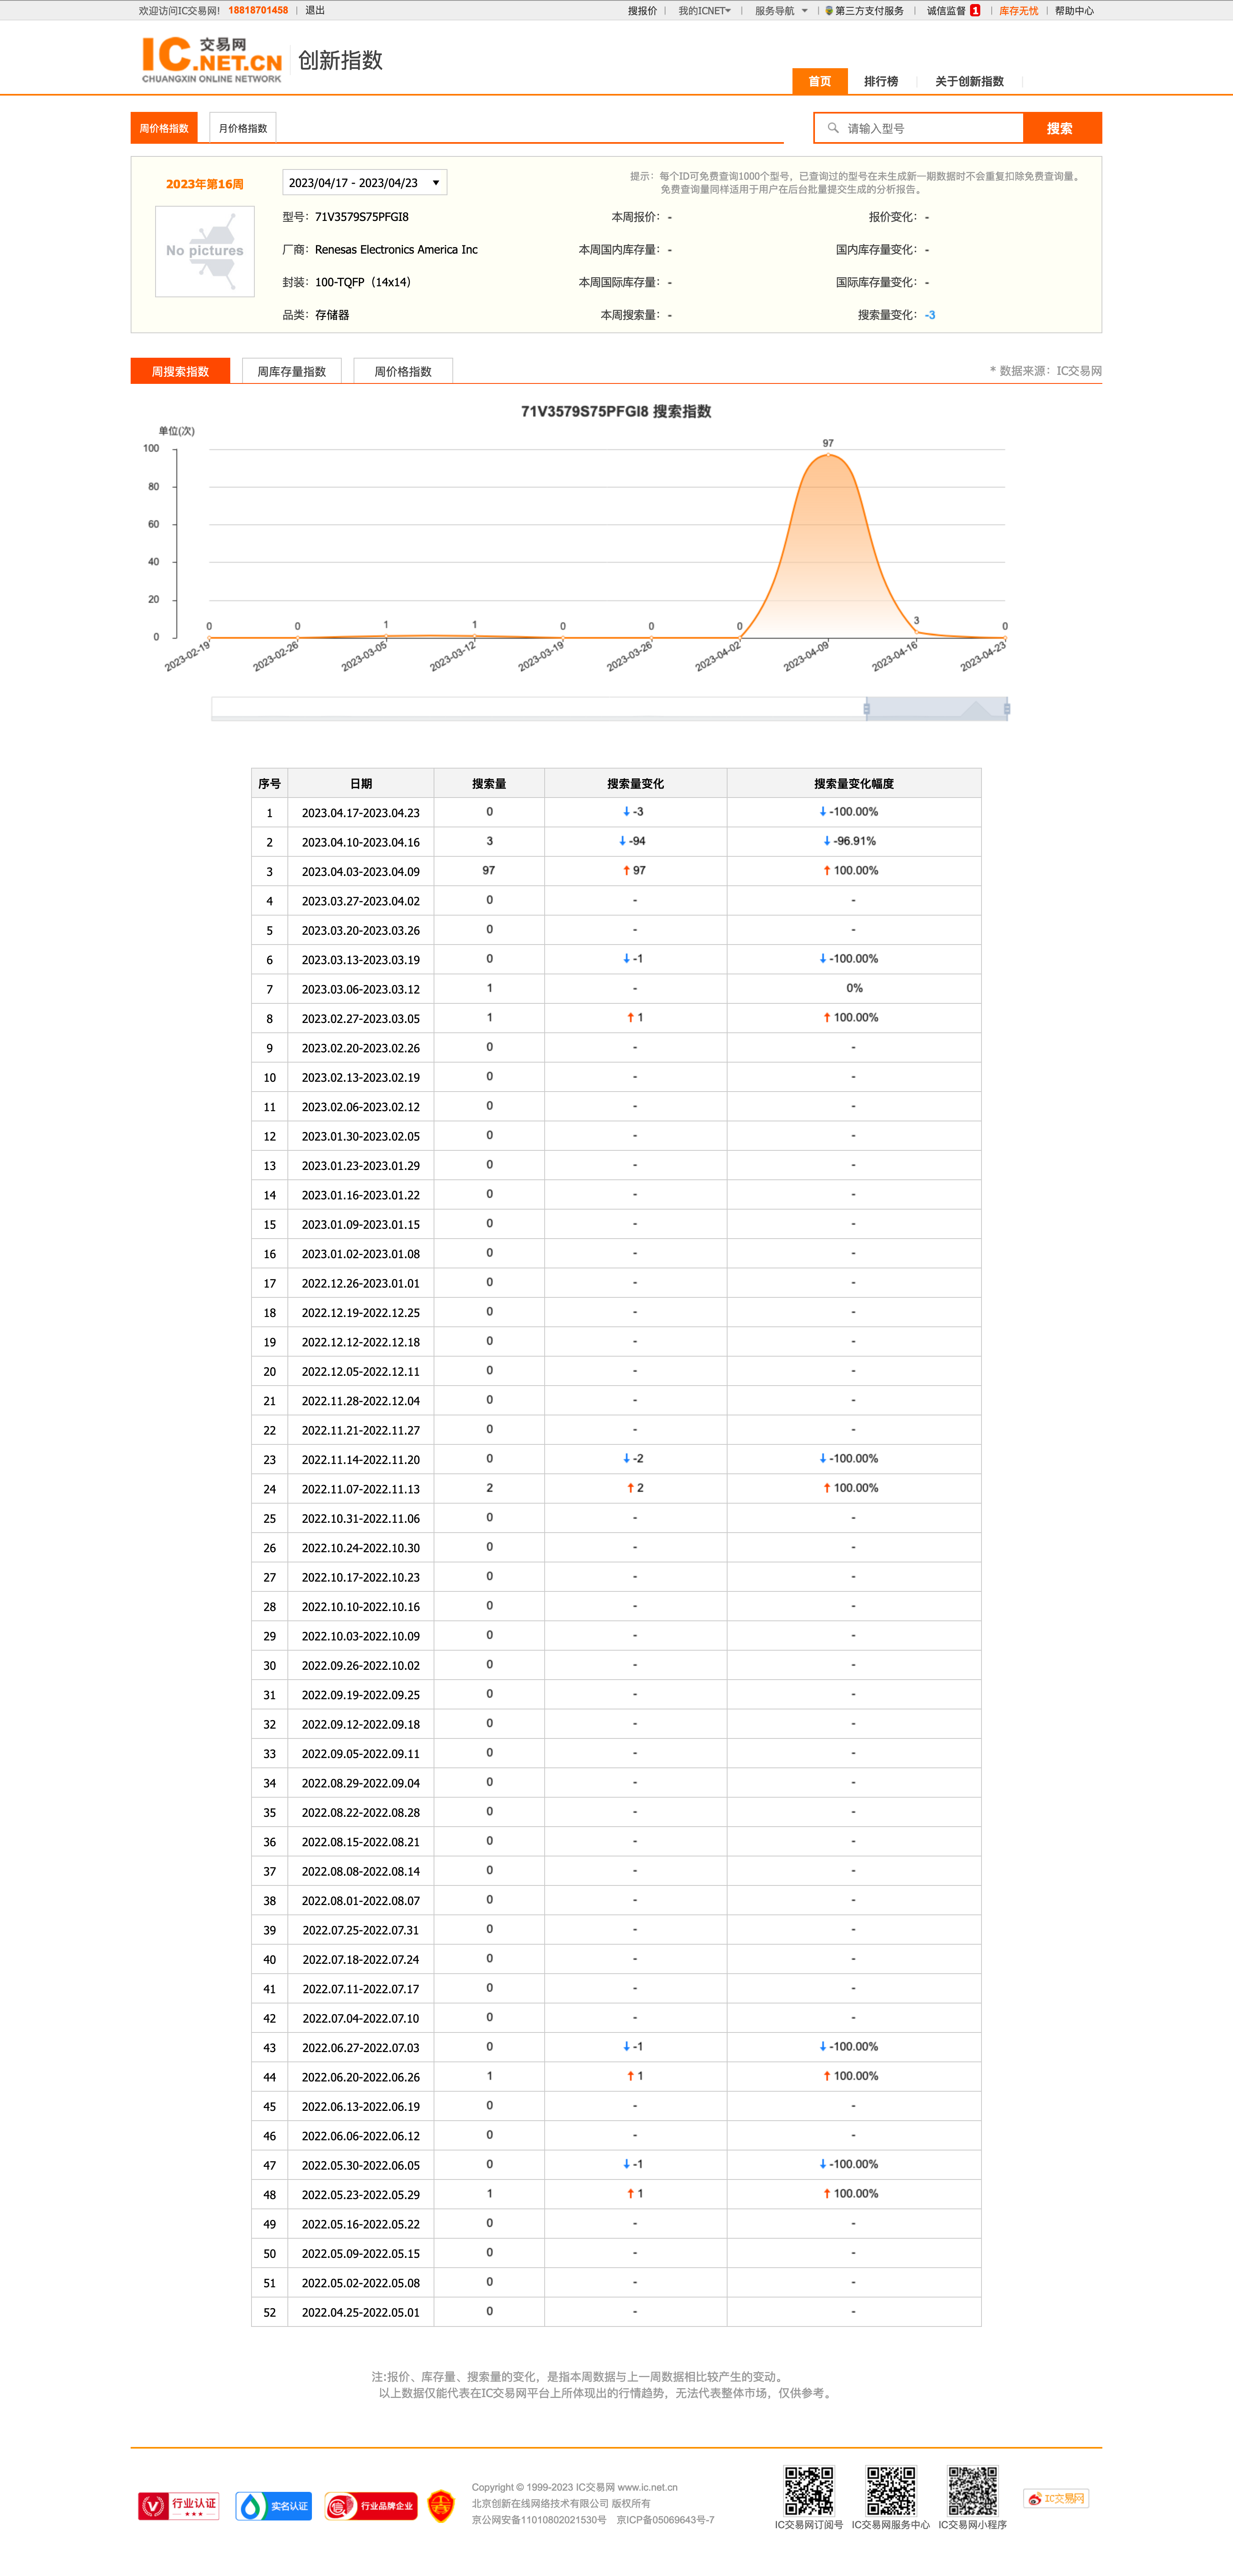 欢迎访问IC交易网! 18818701458 | 退出 搜报价 | 我的ICNET | 服务导航 | 第三方支付服务 | 诚信监督 1 | 库存无忧 | 帮助中心
IC 交易网
.NET.CN
CHUANGXIN ONLINE NETWORK
创新指数
首页 排行榜 关于创新指数
周价格指数 月价格指数 请输入型号 搜索
2023年第16周 2023/04/17 - 2023/04/23
提示：每个ID可免费查询1000个型号，已查询过的型号在未生成新一期数据时不会重复扣除免费查询量。
免费查询量同样适用于用户在后台批量提交生成的分析报告。
No pictures
型号：71V3579S75PFGI8 本周报价：- 报价变化：-
厂商：Renesas Electronics America Inc 本周国内库存量：- 国内库存量变化：-
封装：100-TQFP（14x14） 本周国际库存量：- 国际库存量变化：-
品类：存储器 本周搜索量：- 搜索量变化：-3
周搜索指数 周库存量指数 周价格指数 * 数据来源：IC交易网
71V3579S75PFGI8 搜索指数
单位(次)
100
80
60
40
20
0
0 0 1 1 0 0 0 97 3 0
2023-02-19 2023-02-26 2023-03-05 2023-03-12 2023-03-19 2023-03-26 2023-04-02 2023-04-09 2023-04-16 2023-04-23
序号 日期 搜索量 搜索量变化 搜索量变化幅度
1 2023.04.17-2023.04.23 0 ↓-3 ↓-100.00%
2 2023.04.10-2023.04.16 3 ↓-94 ↓-96.91%
3 2023.04.03-2023.04.09 97 ↑97 ↑100.00%
4 2023.03.27-2023.04.02 0 - -
5 2023.03.20-2023.03.26 0 - -
6 2023.03.13-2023.03.19 0 ↓-1 ↓-100.00%
7 2023.03.06-2023.03.12 1 - 0%
8 2023.02.27-2023.03.05 1 ↑1 ↑100.00%
9 2023.02.20-2023.02.26 0 - -
10 2023.02.13-2023.02.19 0 - -
11 2023.02.06-2023.02.12 0 - -
12 2023.01.30-2023.02.05 0 - -
13 2023.01.23-2023.01.29 0 - -
14 2023.01.16-2023.01.22 0 - -
15 2023.01.09-2023.01.15 0 - -
16 2023.01.02-2023.01.08 0 - -
17 2022.12.26-2023.01.01 0 - -
18 2022.12.19-2022.12.25 0 - -
19 2022.12.12-2022.12.18 0 - -
20 2022.12.05-2022.12.11 0 - -
21 2022.11.28-2022.12.04 0 - -
22 2022.11.21-2022.11.27 0 - -
23 2022.11.14-2022.11.20 0 ↓-2 ↓-100.00%
24 2022.11.07-2022.11.13 2 ↑2 ↑100.00%
25 2022.10.31-2022.11.06 0 - -
26 2022.10.24-2022.10.30 0 - -
27 2022.10.17-2022.10.23 0 - -
28 2022.10.10-2022.10.16 0 - -
29 2022.10.03-2022.10.09 0 - -
30 2022.09.26-2022.10.02 0 - -
31 2022.09.19-2022.09.25 0 - -
32 2022.09.12-2022.09.18 0 - -
33 2022.09.05-2022.09.11 0 - -
34 2022.08.29-2022.09.04 0 - -
35 2022.08.22-2022.08.28 0 - -
36 2022.08.15-2022.08.21 0 - -
37 2022.08.08-2022.08.14 0 - -
38 2022.08.01-2022.08.07 0 - -
39 2022.07.25-2022.07.31 0 - -
40 2022.07.18-2022.07.24 0 - -
41 2022.07.11-2022.07.17 0 - -
42 2022.07.04-2022.07.10 0 - -
43 2022.06.27-2022.07.03 0 ↓-1 ↓-100.00%
44 2022.06.20-2022.06.26 1 ↑1 ↑100.00%
45 2022.06.13-2022.06.19 0 - -
46 2022.06.06-2022.06.12 0 - -
47 2022.05.30-2022.06.05 0 ↓-1 ↓-100.00%
48 2022.05.23-2022.05.29 1 ↑1 ↑100.00%
49 2022.05.16-2022.05.22 0 - -
50 2022.05.09-2022.05.15 0 - -
51 2022.05.02-2022.05.08 0 - -
52 2022.04.25-2022.05.01 0 - -
注:报价、库存量、搜索量的变化，是指本周数据与上一周数据相比较产生的变动。
以上数据仅能代表在IC交易网平台上所体现出的行情趋势，无法代表整体市场，仅供参考。
行业认证 实名认证 行业品牌企业
Copyright © 1999-2023 IC交易网 www.ic.net.cn
北京创新在线网络技术有限公司 版权所有
京公网安备11010802021530号 京ICP备05069643号-7
IC交易网订阅号 IC交易网服务中心 IC交易网小程序
IC交易网